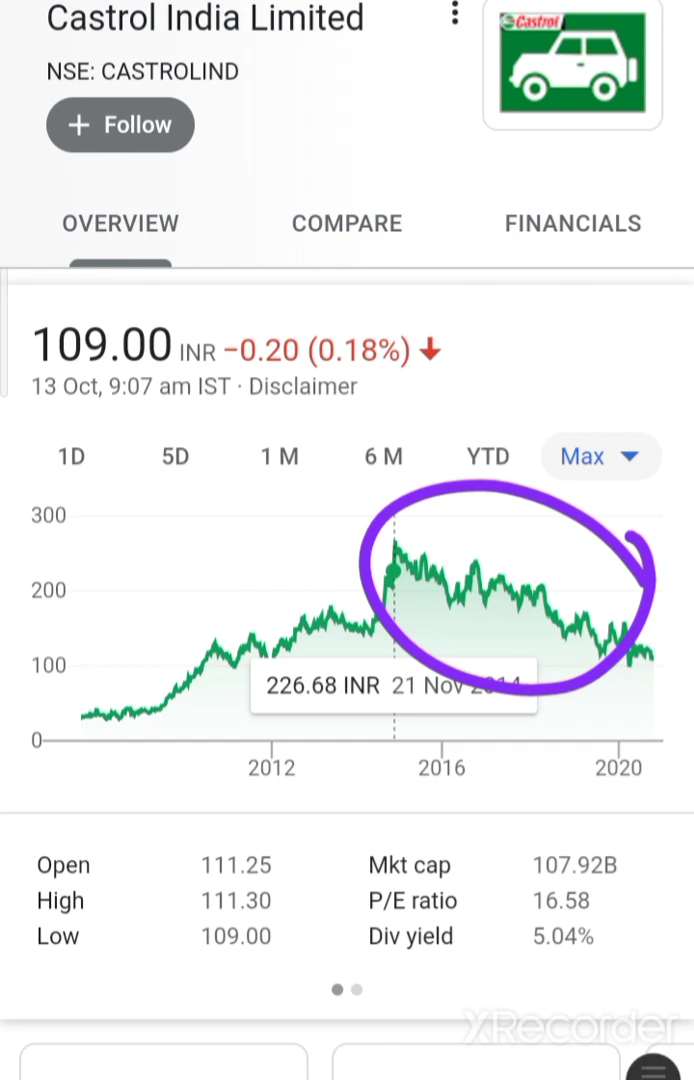 Castrol India Limited
Castrol
NSE: CASTROLIND
+ Follow
OVERVIEW COMPARE FINANCIALS
109.00 INR −0.20 (0.18%)
13 Oct, 9:07 am IST · Disclaimer
1D 5D 1 M 6 M YTD Max
300
200
100
226.68 INR 21 Nov 2014
0
2012 2016 2020
Open 111.25 Mkt cap 107.92B
High 111.30 P/E ratio 16.58
Low 109.00 Div yield 5.04%
XRecorder